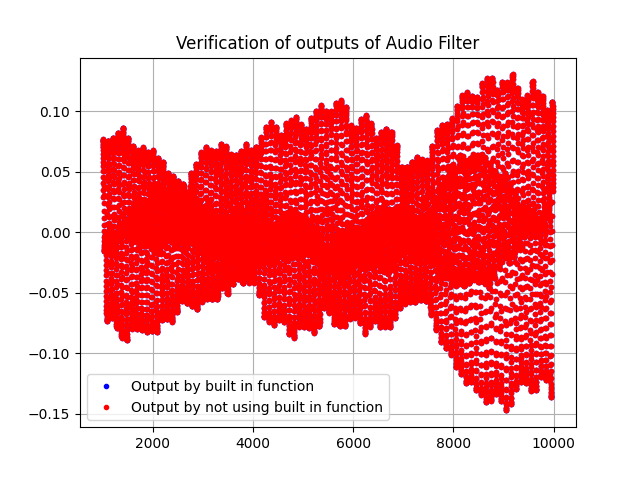 Verification of outputs of Audio Filter
0.10
0.05
0.00
−0.05
−0.10
−0.15
Output by built in function
Output by not using built in function
2000 4000 6000 8000 10000